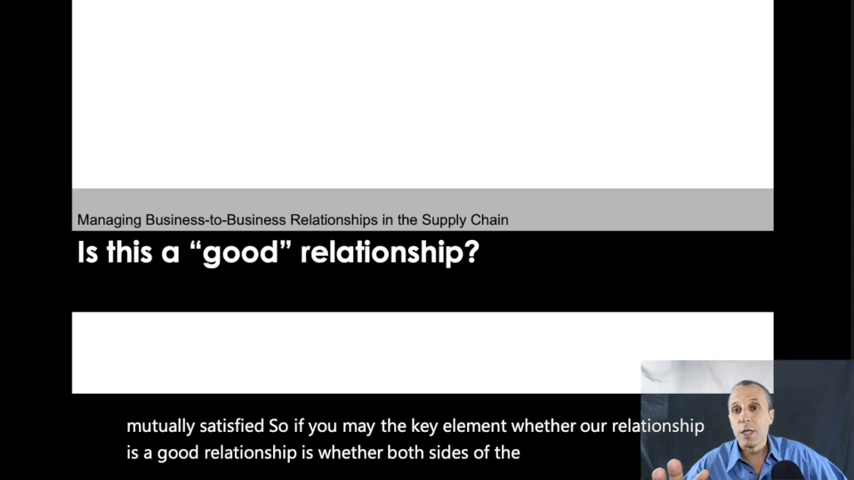 Managing Business-to-Business Relationships in the Supply Chain
Is this a “good” relationship?
mutually satisfied So if you may the key element whether our relationship
is a good relationship is whether both sides of the